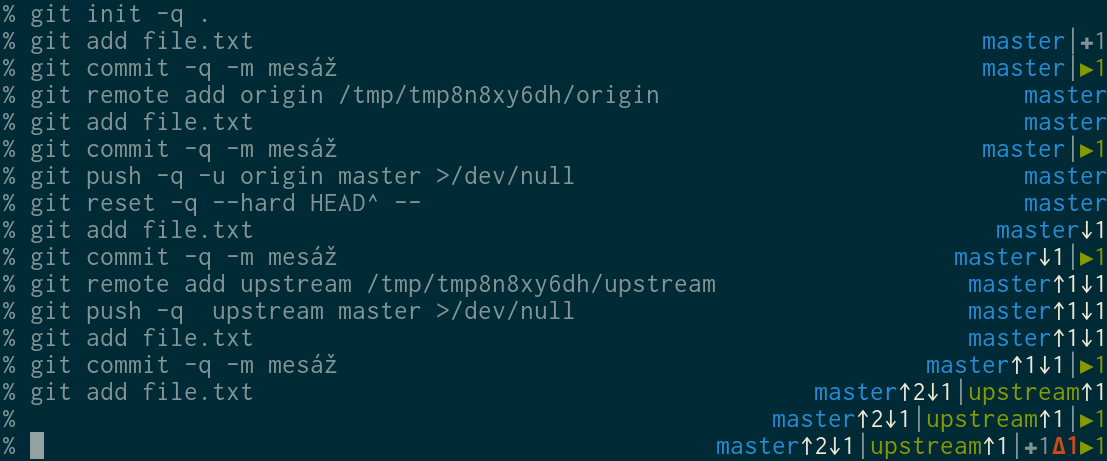 % git init -q .
% git add file.txt master|+1
% git commit -q -m mesáž master|▶1
% git remote add origin /tmp/tmp8n8xy6dh/origin master
% git add file.txt master
% git commit -q -m mesáž master|▶1
% git push -q -u origin master >/dev/null master
% git reset -q --hard HEAD^ -- master
% git add file.txt master↓1
% git commit -q -m mesáž master↓1|▶1
% git remote add upstream /tmp/tmp8n8xy6dh/upstream master↑1↓1
% git push -q  upstream master >/dev/null master↑1↓1
% git add file.txt master↑1↓1
% git commit -q -m mesáž master↑1↓1|▶1
% git add file.txt master↑2↓1|upstream↑1
% master↑2↓1|upstream↑1|▶1
% master↑2↓1|upstream↑1|+1Δ1▶1